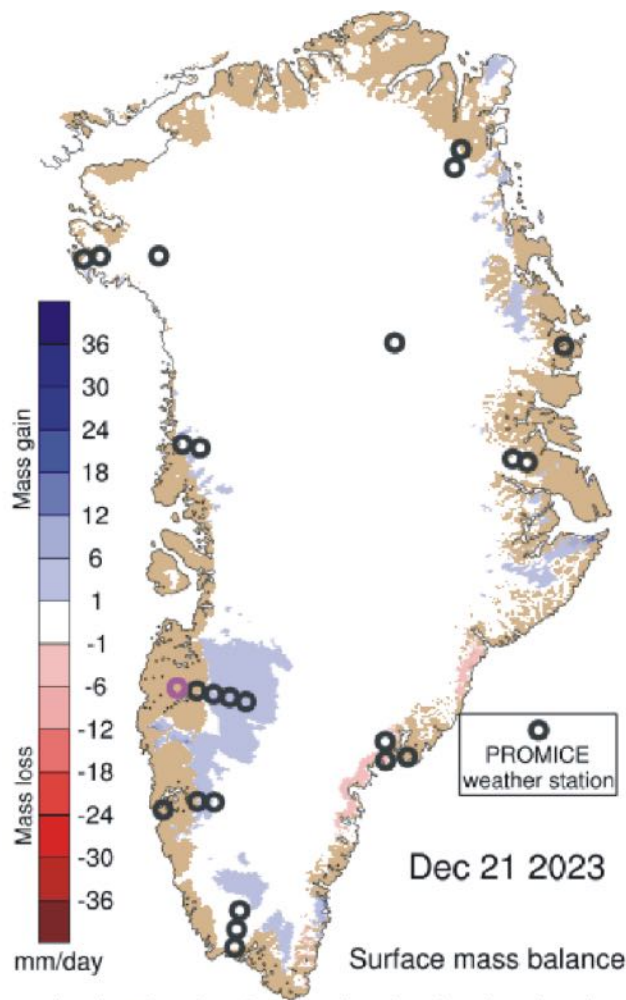 Mass gain
Mass loss
36
30
24
18
12
6
1
-1
-6
-12
-18
-24
-30
-36
mm/day
PROMICE
weather station
Dec 21 2023
Surface mass balance